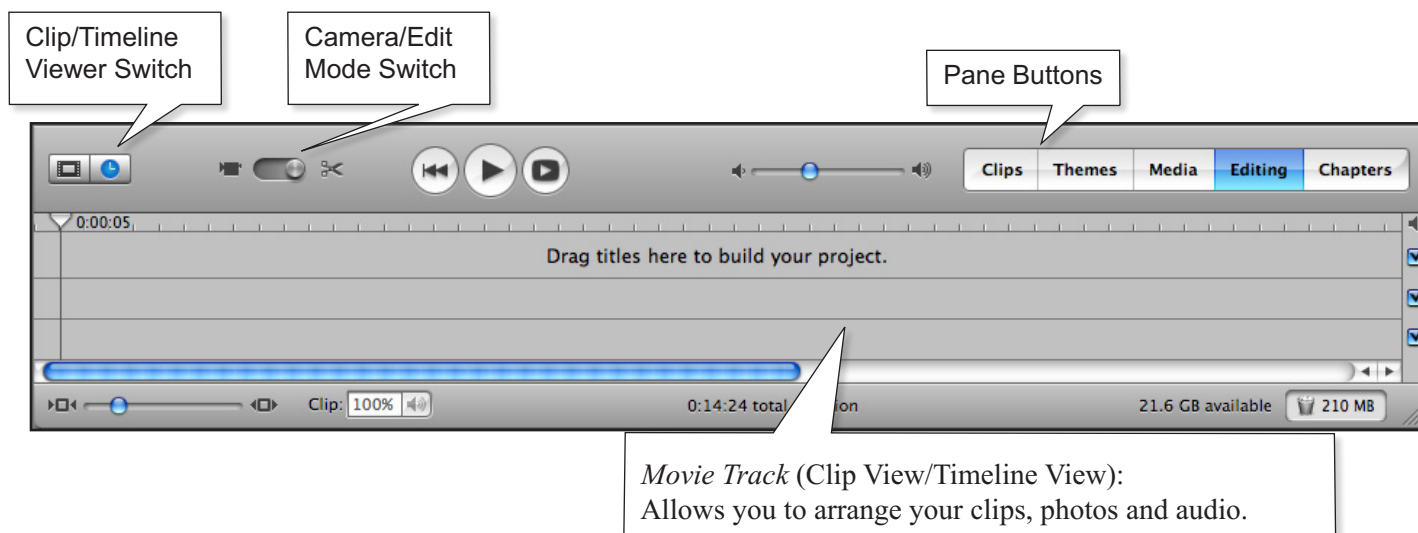 Clip/Timeline
Viewer Switch
Camera/Edit
Mode Switch
Pane Buttons
Clips Themes Media Editing Chapters
0:00:05
Drag titles here to build your project.
Clip: 100%
0:14:24 total
21.6 GB available 210 MB
Movie Track (Clip View/Timeline View):
Allows you to arrange your clips, photos and audio.